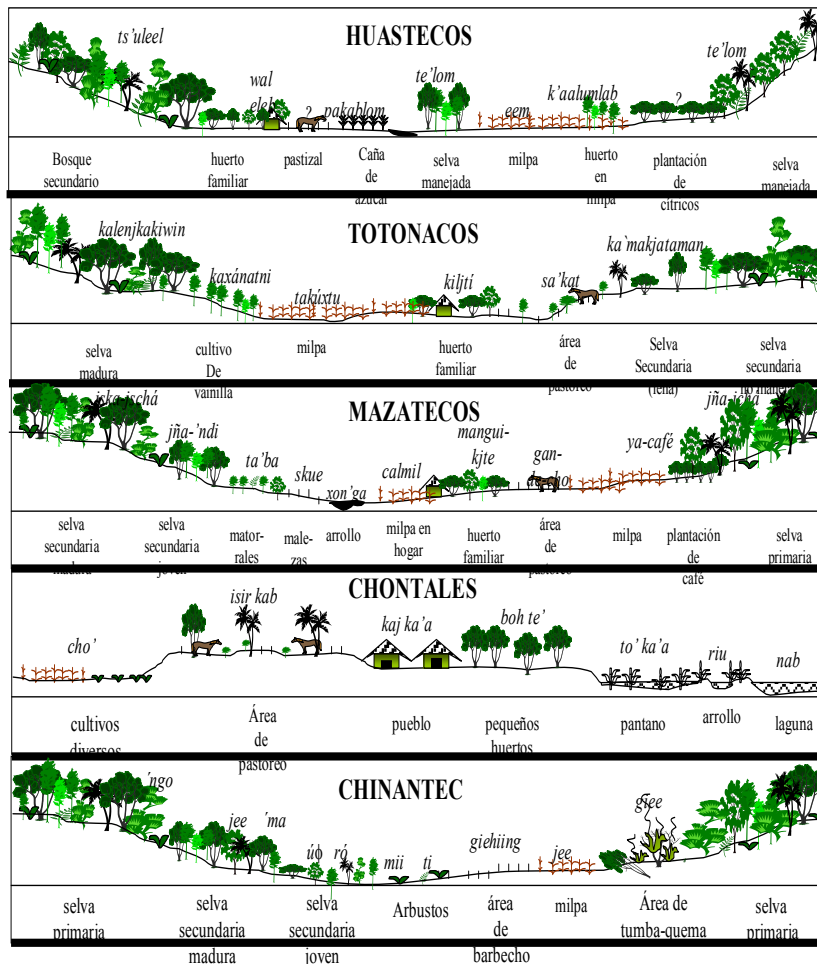 HUASTECOS
ts'uleel
wal
eleb
?
pakablom
te'lom
eem
k'aalumlab
?
te'lom
Bosque
secundario
huerto
familiar
pastizal
Caña
de
azúcar
selva
manejada
milpa
huerto
en
milpa
plantación
de
cítricos
selva
manejada
TOTONACOS
kalenjkakiwin
kaxánatni
takúxtu
kiljtí
sa'kat
ka`makjataman
selva
madura
cultivo
De
vainilla
milpa
huerto
familiar
área
de
pastoreo
Selva
Secundaria
(leña)
selva
secundaria
MAZATECOS
jña-'ndi
ta'ba
skue
xon'ga
calmil
mangui-
kjte
gan-
ya-café
jña-jchá
selva
secundaria
madura
selva
secundaria
joven
mator-
rales
male-
zas
arrollo
milpa en
hogar
huerto
familiar
área
de
pastoreo
milpa
plantación
de
café
selva
primaria
CHONTALES
cho'
isir kab
kaj ka'a
boh te'
to' ka'a
riu
nab
cultivos
diversos
Área
de
pastoreo
pueblo
pequeños
huertos
pantano
arrollo
laguna
CHINANTEC
'ngo
jee
'ma
úö
ró
mii
ti
giehiing
jee
giee
selva
primaria
selva
secundaria
madura
selva
secundaria
joven
Arbustos
área
de
barbecho
milpa
Área de
tumba-quema
selva
primaria